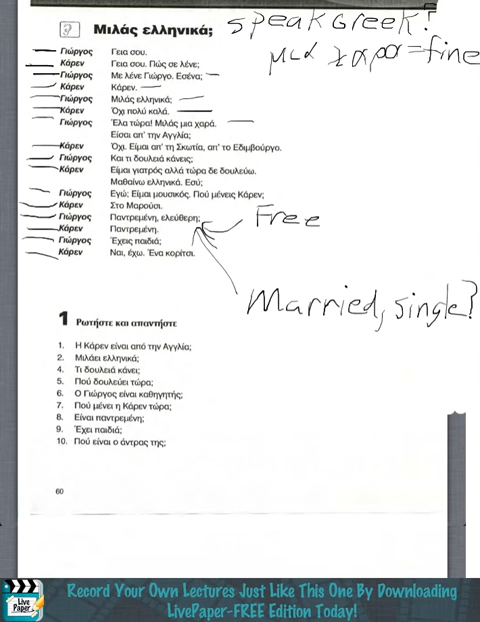 Μιλάς ελληνικά;
speak Greek?
μια χαρα = fine
Γιώργος Γεια σου.
Κάρεν Γεια σου. Πώς σε λένε;
Γιώργος Με λένε Γιώργο. Εσένα;
Κάρεν Κάρεν.
Γιώργος Μιλάς ελληνικά;
Κάρεν Όχι πολύ καλά.
Γιώργος Έλα τώρα! Μιλάς μια χαρά.
Είσαι απ' την Αγγλία;
Κάρεν Όχι. Είμαι απ' τη Σκωτία, απ' το Εδιμβούργο.
Γιώργος Και τι δουλειά κάνεις;
Κάρεν Είμαι γιατρός αλλά τώρα δε δουλεύω.
Μαθαίνω ελληνικά. Εσύ;
Γιώργος Εγώ; Είμαι μουσικός. Πού μένεις Κάρεν;
Κάρεν Στο Μαρούσι.
Γιώργος Παντρεμένη, ελεύθερη;
Free
Κάρεν Παντρεμένη.
Γιώργος Έχεις παιδιά;
Κάρεν Ναι, έχω. Ένα κορίτσι.
Married, single?
1 Ρωτήστε και απαντήστε
1. Η Κάρεν είναι από την Αγγλία;
2. Μιλάει ελληνικά;
4. Τι δουλειά κάνει;
5. Πού δουλεύει τώρα;
6. Ο Γιώργος είναι καθηγητής;
7. Πού μένει η Κάρεν τώρα;
8. Είναι παντρεμένη;
9. Έχει παιδιά;
10. Πού είναι ο άντρας της;
60
Live Paper
Record Your Own Lectures Just Like This One By Downloading
LivePaper-FREE Edition Today!